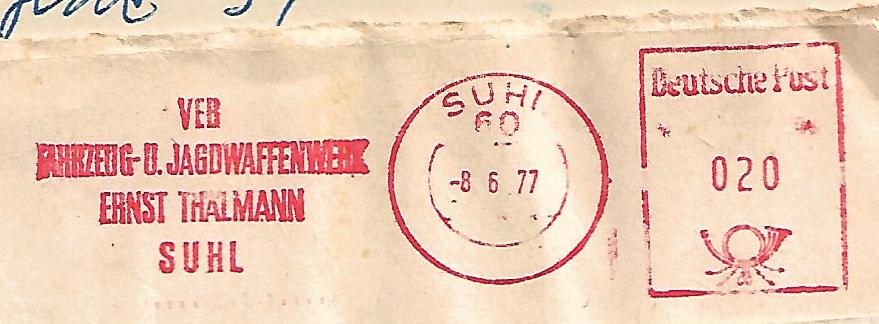 VEB
FAHRZEUG- U. JAGDWAFFENWERK
ERNST THÄLMANN
SUHL
SUHL
60
-8 6 77
Deutsche Post
020